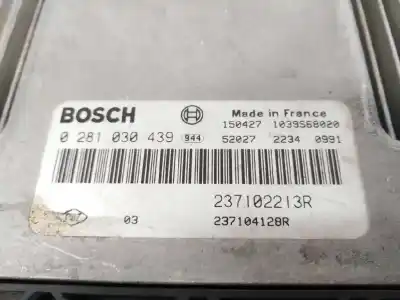 BOSCH
Made in France
150427 1039S68020
0 281 030 439 944 52027 2234 0991
237102213R
03 237104128R